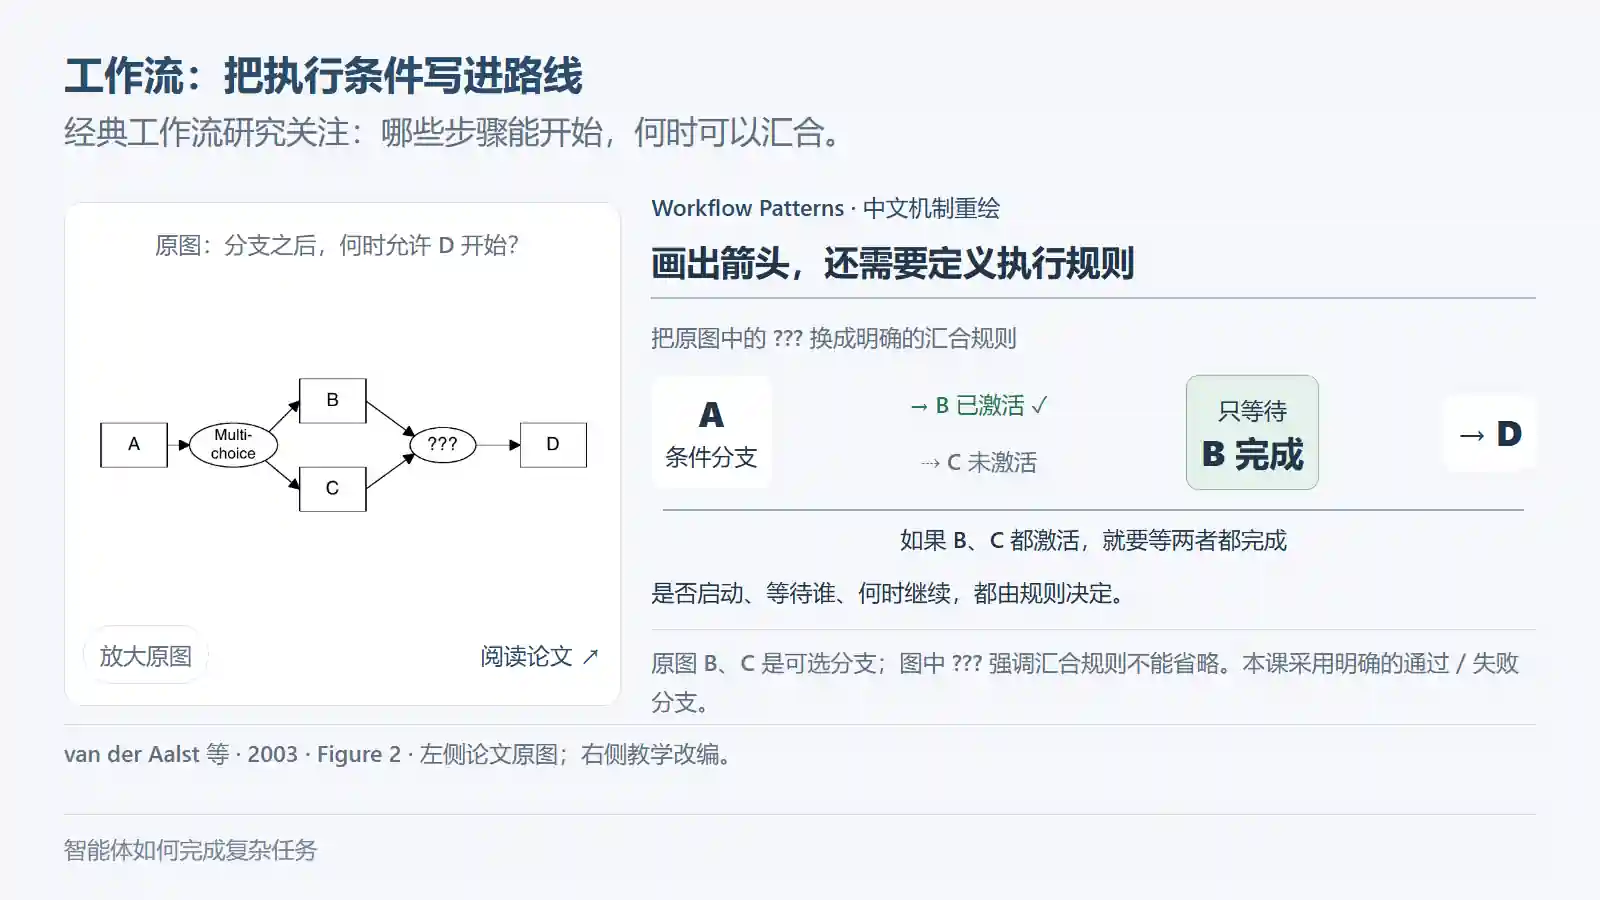 工作流：把执行条件写进路线
经典工作流研究关注：哪些步骤能开始，何时可以汇合。
原图：分支之后，何时允许 D 开始？
A
Multi-
choice
B
C
???
D
放大原图
阅读论文 ↗
Workflow Patterns · 中文机制重绘
画出箭头，还需要定义执行规则
把原图中的 ??? 换成明确的汇合规则
A
条件分支
→ B 已激活 ✓
⇢ C 未激活
只等待
B 完成
→ D
如果 B、C 都激活，就要等两者都完成
是否启动、等待谁、何时继续，都由规则决定。
原图 B、C 是可选分支；图中 ??? 强调汇合规则不能省略。本课采用明确的通过 / 失败
分支。
van der Aalst 等 · 2003 · Figure 2 · 左侧论文原图；右侧教学改编。
智能体如何完成复杂任务